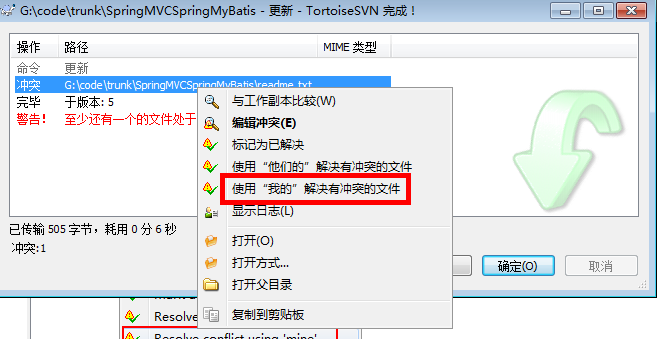 G:\code\trunk\SpringMVCSpringMyBatis - 更新 - TortoiseSVN 完成！
操作 路径 MIME 类型
命令 更新
冲突 G:\code\trunk\SpringMVCSpringMyBatis\readme.txt
完毕 于版本: 5
警告! 至少还有一个的文件处于
与工作副本比较(W)
编辑冲突(E)
标记为已解决
使用“他们的”解决有冲突的文件
使用“我的”解决有冲突的文件
显示日志(L)
打开(O)
打开方式...
打开父目录
复制到剪贴板
已传输 505 字节，耗用 0 分 6 秒
冲突:1
确定(O)
取消
Resolve
Resolve conflict using 'mine'